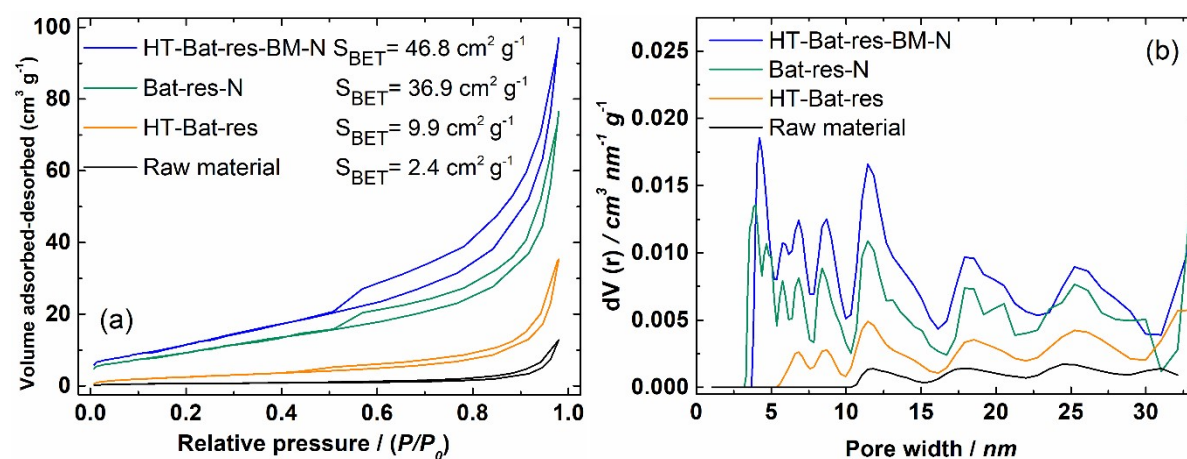 (a)
HT-Bat-res-BM-N S_BET= 46.8 cm² g⁻¹
Bat-res-N S_BET= 36.9 cm² g⁻¹
HT-Bat-res S_BET= 9.9 cm² g⁻¹
Raw material S_BET= 2.4 cm² g⁻¹
Volume adsorbed-desorbed (cm³ g⁻¹)
100
80
60
40
20
0
0.0 0.2 0.4 0.6 0.8 1.0
Relative pressure / (P/P₀)
(b)
HT-Bat-res-BM-N
Bat-res-N
HT-Bat-res
Raw material
dV (r) / cm³ nm⁻¹ g⁻¹
0.025
0.020
0.015
0.010
0.005
0.000
0 5 10 15 20 25 30
Pore width / nm